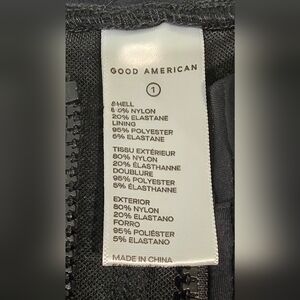 GOOD AMERICAN
1
SHELL
80% NYLON
20% ELASTANE
LINING
95% POLYESTER
5% ELASTANE
TISSU EXTÉRIEUR
80% NYLON
20% ÉLASTHANNE
DOUBLURE
95% POLYESTER
5% ÉLASTHANNE
EXTERIOR
80% NYLON
20% ELASTANO
FORRO
95% POLIÉSTER
5% ELASTANO
MADE IN CHINA